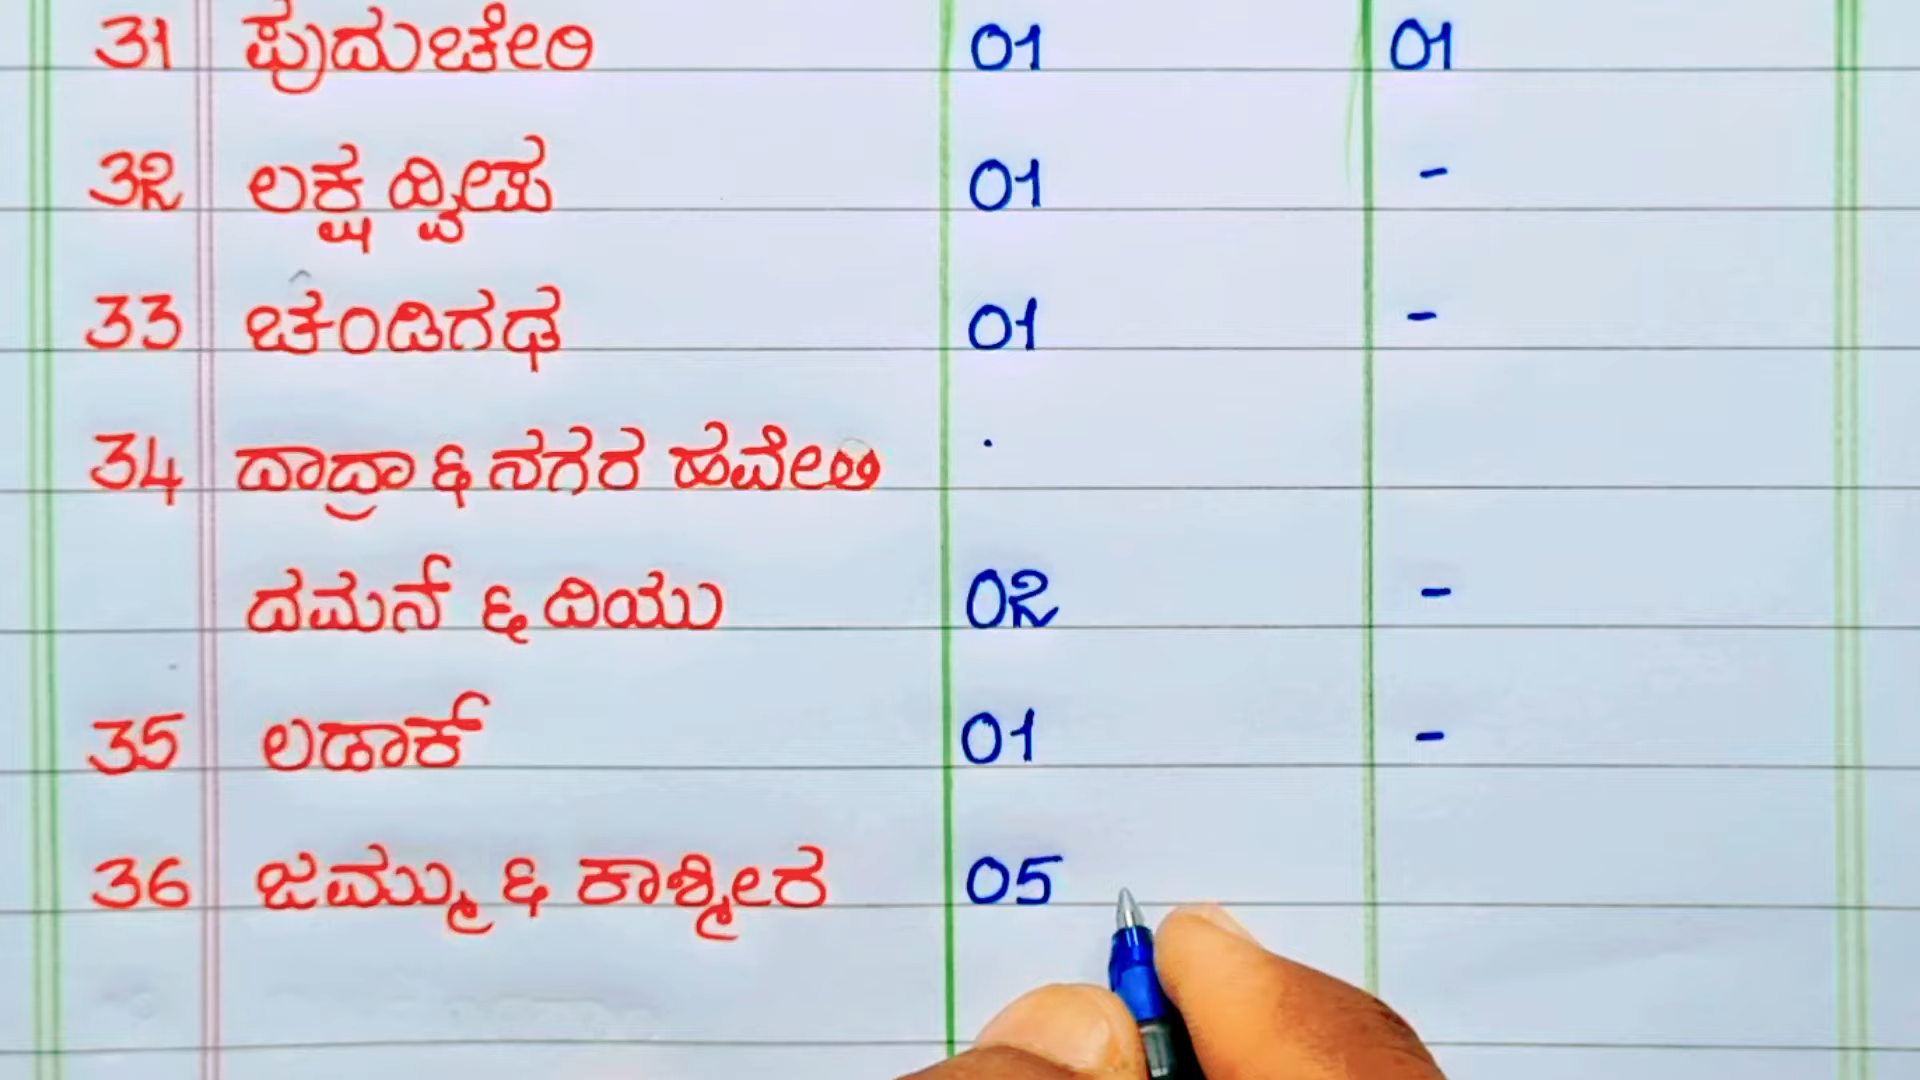 31 ಪುದುಚೇರಿ 01 01
32 ಲಕ್ಷ ದ್ವೀಪ 01 -
33 ಚಂಡಿಗಢ 01 -
34 ದಾದ್ರಾ & ನಗರ ಹವೇಲಿ
ದಮನ್ & ದಿಯು 02 -
35 ಲಡಾಕ್ 01 -
36 ಜಮ್ಮು & ಕಾಶ್ಮೀರ 05